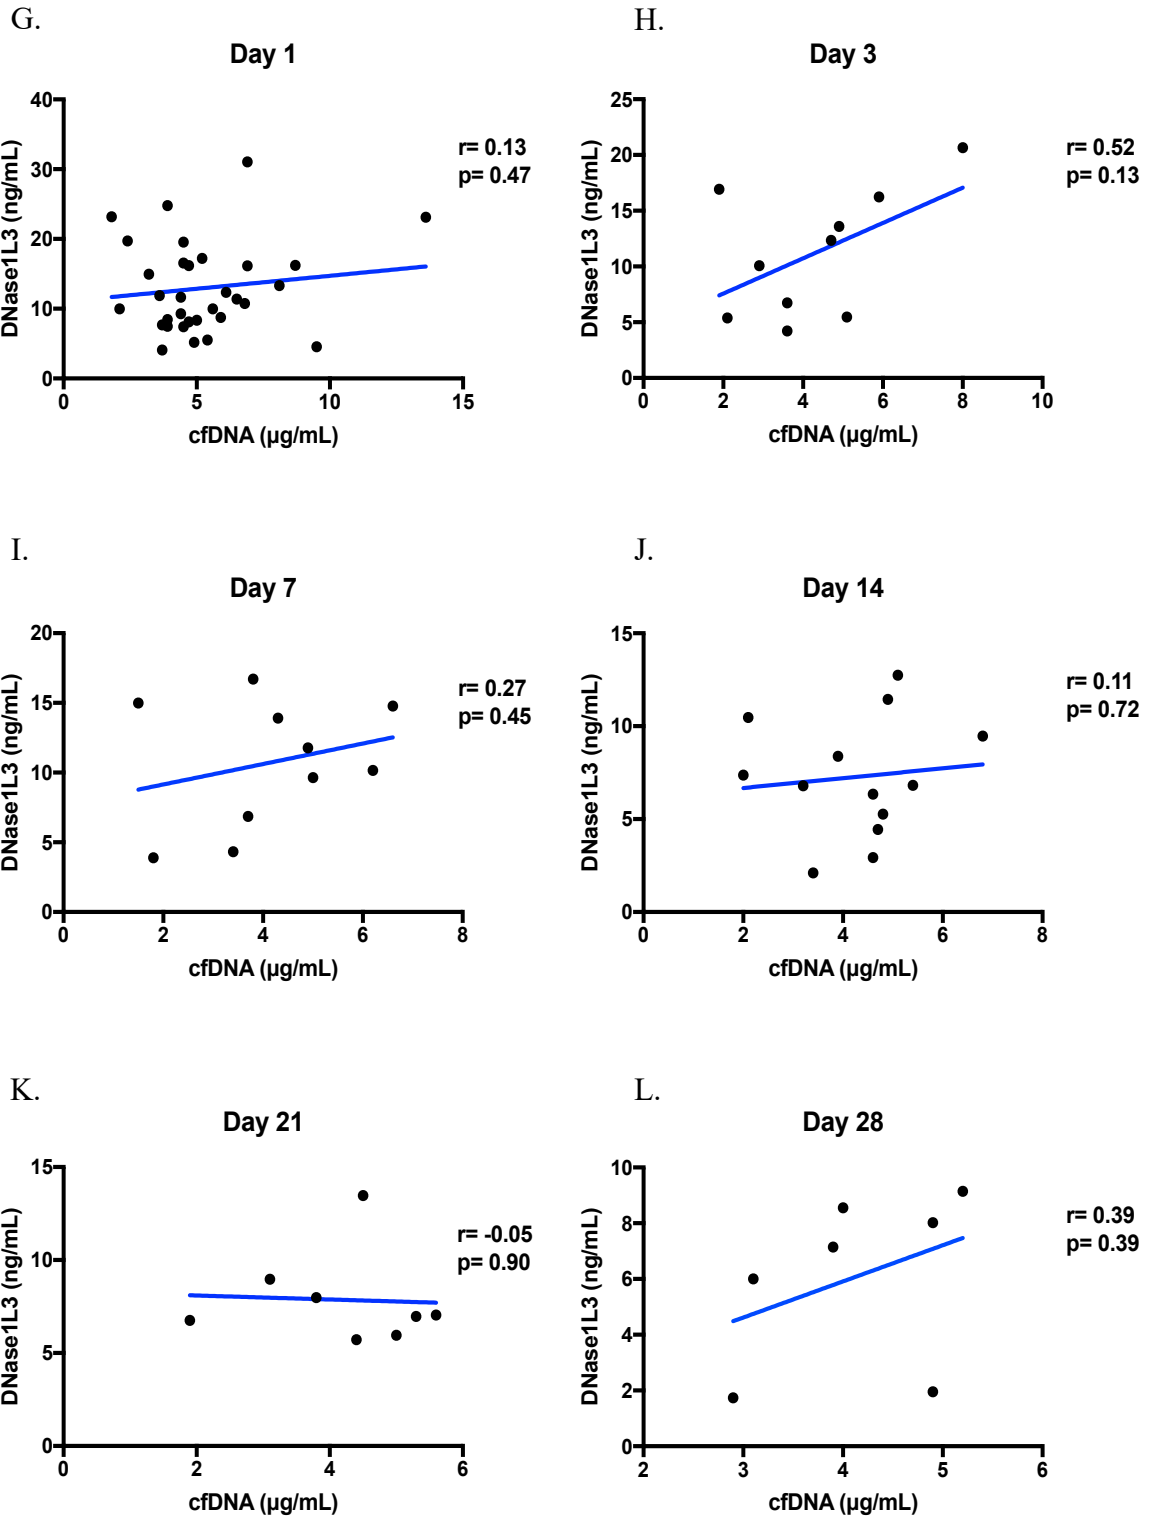 G.
Day 1
DNase1L3 (ng/mL)
40
30
20
10
0
0 5 10 15
cfDNA (µg/mL)
r= 0.13
p= 0.47
H.
Day 3
DNase1L3 (ng/mL)
25
20
15
10
5
0
0 2 4 6 8 10
cfDNA (µg/mL)
r= 0.52
p= 0.13
I.
Day 7
DNase1L3 (ng/mL)
20
15
10
5
0
0 2 4 6 8
cfDNA (µg/mL)
r= 0.27
p= 0.45
J.
Day 14
DNase1L3 (ng/mL)
15
10
5
0
0 2 4 6 8
cfDNA (µg/mL)
r= 0.11
p= 0.72
K.
Day 21
DNase1L3 (ng/mL)
15
10
5
0
0 2 4 6
cfDNA (µg/mL)
r= -0.05
p= 0.90
L.
Day 28
DNase1L3 (ng/mL)
10
8
6
4
2
0
2 3 4 5 6
cfDNA (µg/mL)
r= 0.39
p= 0.39